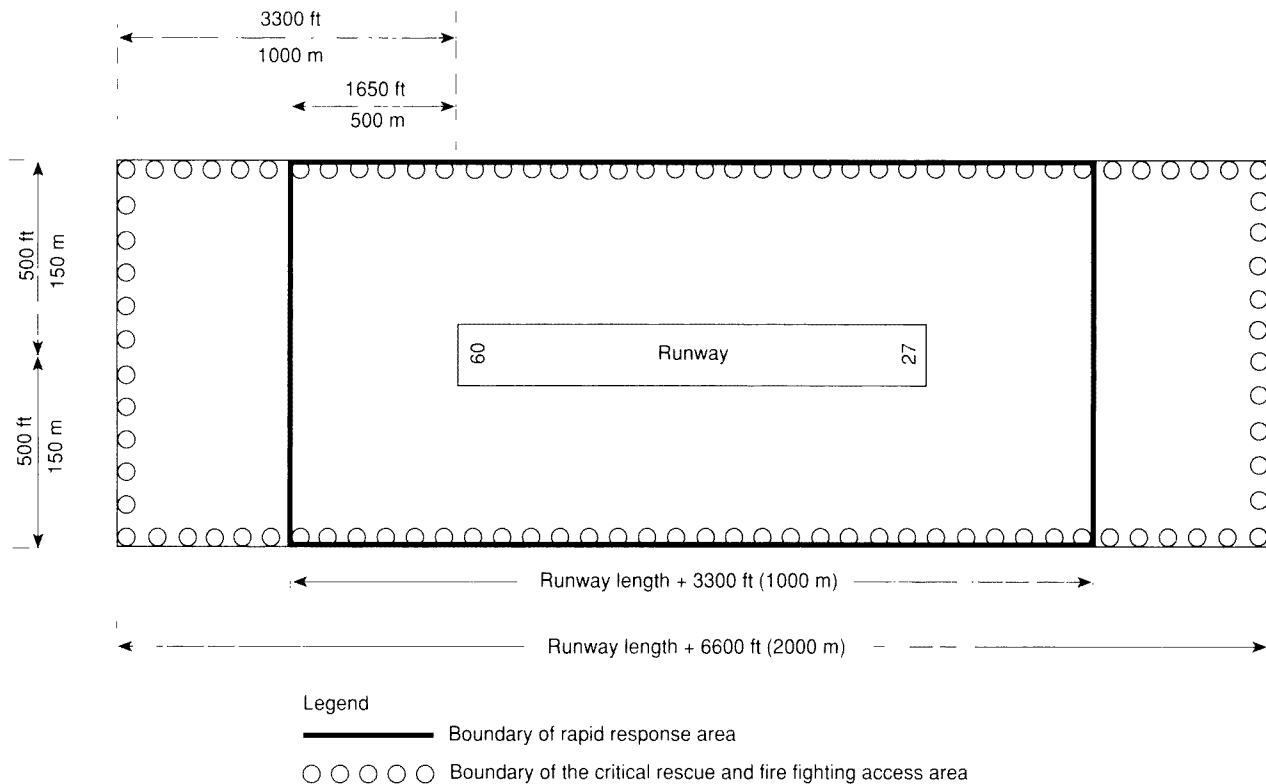 3300 ft
1000 m
1650 ft
500 m
500 ft
150 m
500 ft
150 m
09
Runway
27
Runway length + 3300 ft (1000 m)
Runway length + 6600 ft (2000 m)
Legend
Boundary of rapid response area
Boundary of the critical rescue and fire fighting access area